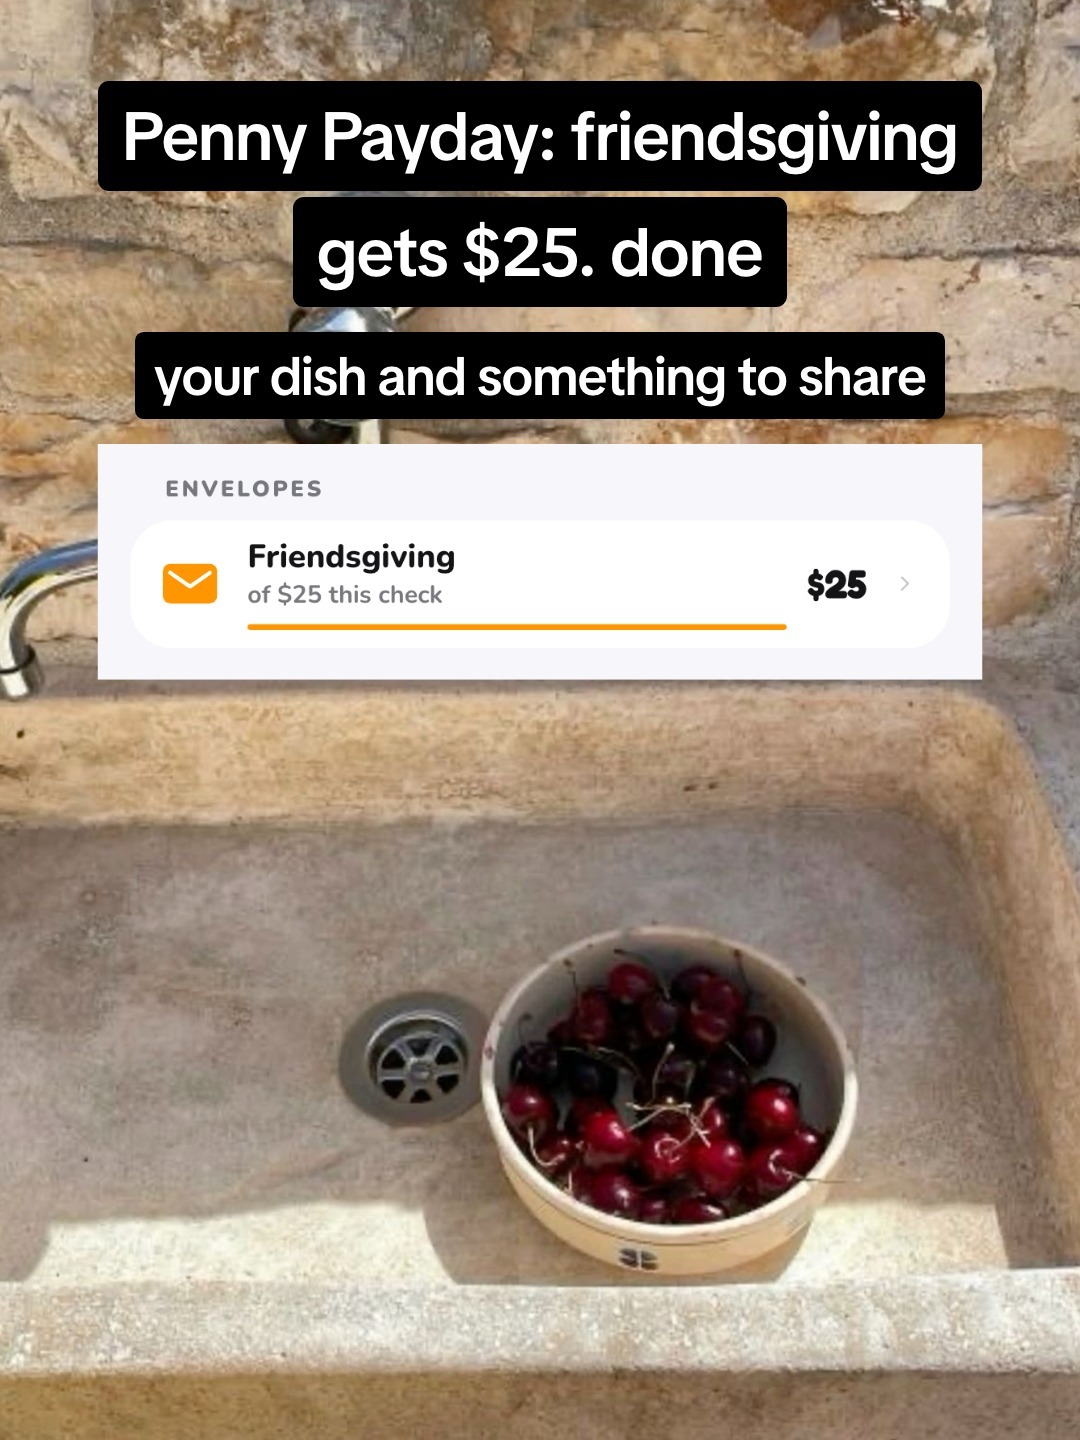 Penny Payday: friendsgiving
gets $25. done
your dish and something to share
ENVELOPES
Friendsgiving
of $25 this check
$25